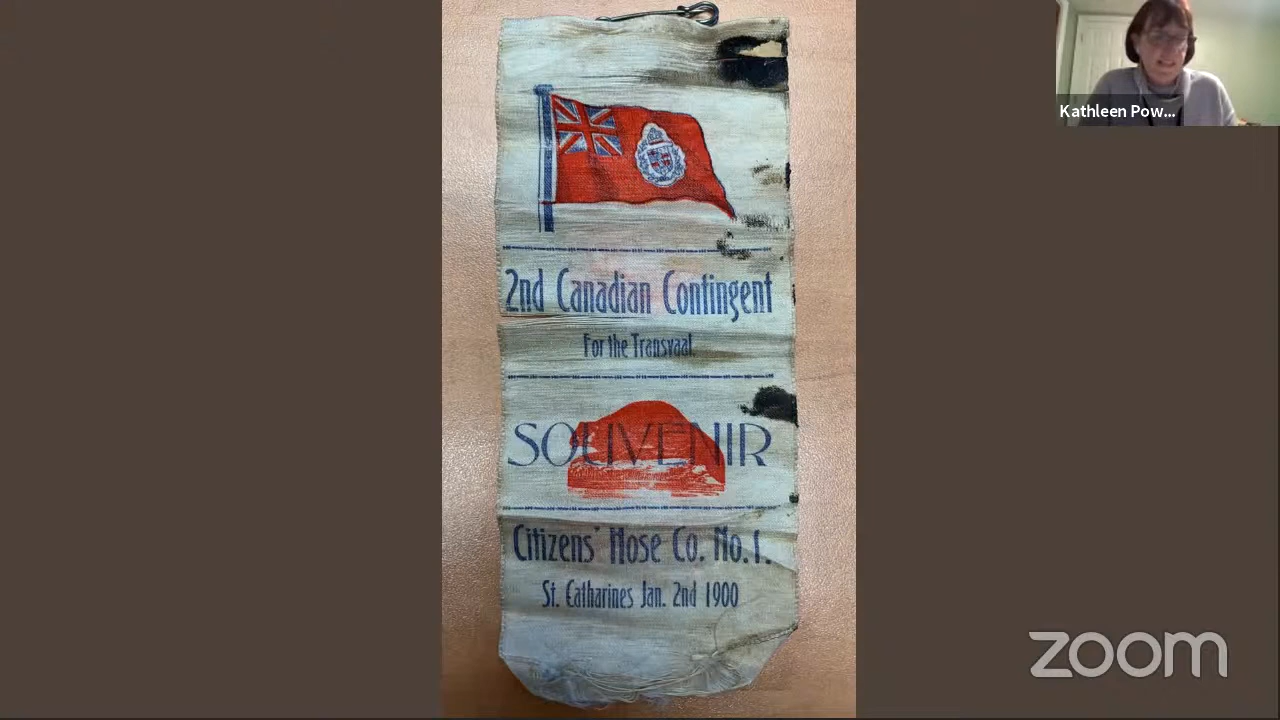 Kathleen Pow...
2nd Canadian Contingent
For the Transvaal.
SOUVENIR
Citizens' Hose Co. No. 1.
St. Catharines Jan. 2nd 1900
zoom